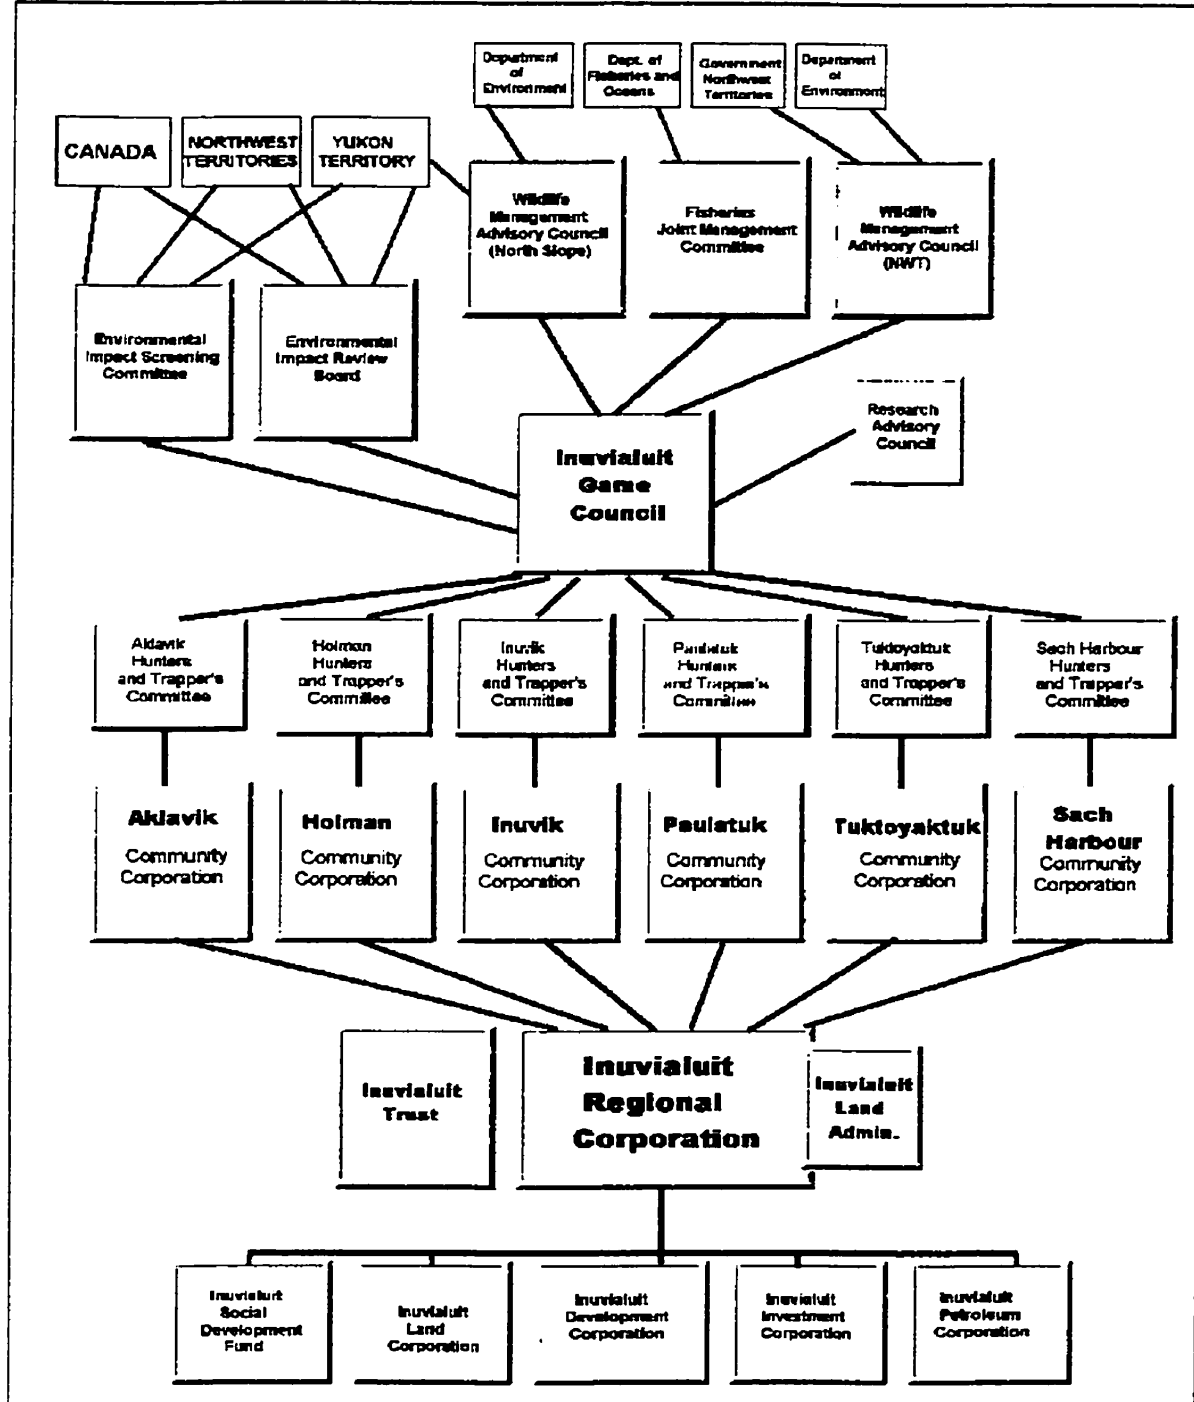 Department
of
Environment
Dept. of
Fisheries and
Oceans
Government
Northwest
Territories
Department
of
Environment
CANADA
NORTHWEST
TERRITORIES
YUKON
TERRITORY
Wildlife
Management
Advisory Council
(North Slope)
Fisheries
Joint Management
Committee
Wildlife
Management
Advisory Council
(NWT)
Environmental
Impact Screening
Committee
Environmental
Impact Review
Board
Research
Advisory
Council
Inuvialuit
Game
Council
Aklavik
Hunters
and Trapper's
Committee
Holman
Hunters
and Trapper's
Committee
Inuvik
Hunters
and Trapper's
Committee
Paulatuk
Hunters
and Trapper's
Committee
Tuktoyaktuk
Hunters
and Trapper's
Committee
Sach Harbour
Hunters
and Trapper's
Committee
Aklavik
Community
Corporation
Holman
Community
Corporation
Inuvik
Community
Corporation
Paulatuk
Community
Corporation
Tuktoyaktuk
Community
Corporation
Sach
Harbour
Community
Corporation
Inuvialuit
Trust
Inuvialuit
Regional
Corporation
Inuvialuit
Land
Admin.
Inuvialuit
Social
Development
Fund
Inuvialuit
Land
Corporation
Inuvialuit
Development
Corporation
Inuvialuit
Investment
Corporation
Inuvialuit
Petroleum
Corporation